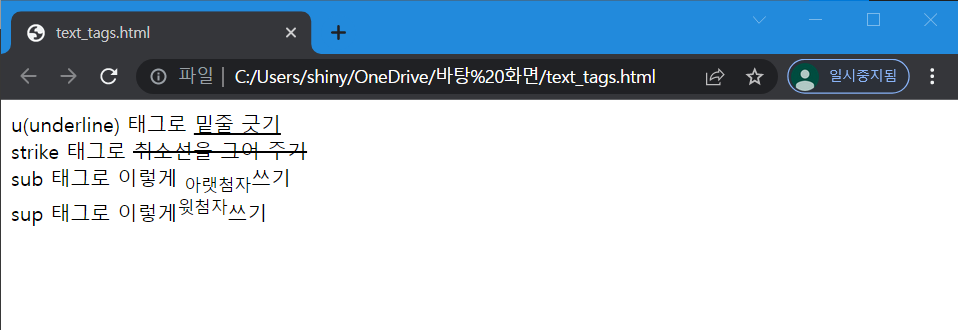 text_tags.html
파일 | C:/Users/shiny/OneDrive/바탕%20화면/text_tags.html 일시중지됨
u(underline) 태그로 밑줄 긋기
strike 태그로 취소선을 그어 주기
sub 태그로 이렇게 아랫첨자쓰기
sup 태그로 이렇게윗첨자쓰기